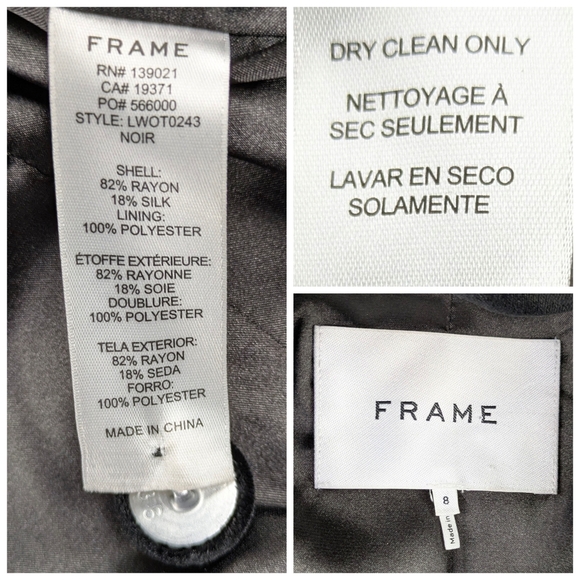 FRAME
RN# 139021
CA# 19371
PO# 566000
STYLE: LWOT0243
NOIR
SHELL:
82% RAYON
18% SILK
LINING:
100% POLYESTER
ÉTOFFE EXTÉRIEURE:
82% RAYONNE
18% SOIE
DOUBLURE:
100% POLYESTER
TELA EXTERIOR:
82% RAYON
18% SEDA
FORRO:
100% POLYESTER
MADE IN CHINA
DRY CLEAN ONLY
NETTOYAGE À
SEC SEULEMENT
LAVAR EN SECO
SOLAMENTE
FRAME
8
Made in